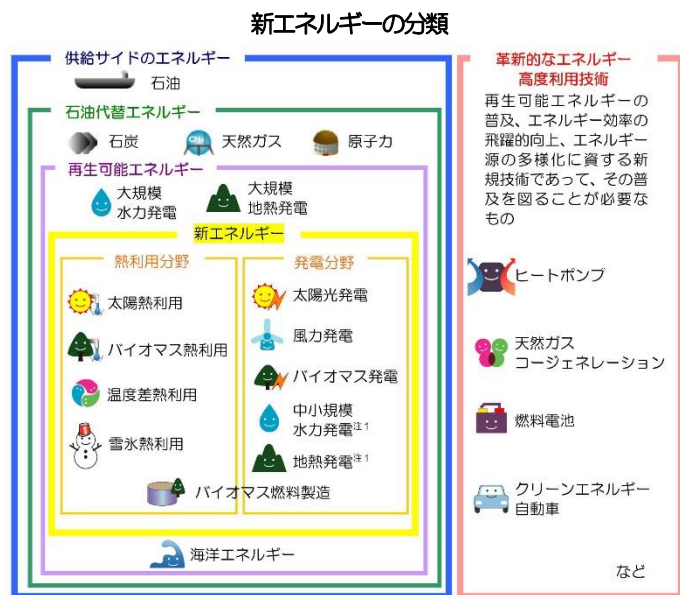 新エネルギーの分類
供給サイドのエネルギー
石油
石油代替エネルギー
石炭
天然ガス
原子力
再生可能エネルギー
大規模
水力発電
大規模
地熱発電
新エネルギー
熱利用分野
太陽熱利用
バイオマス熱利用
温度差熱利用
雪氷熱利用
発電分野
太陽光発電
風力発電
バイオマス発電
中小規模
水力発電注1
地熱発電注1
バイオマス燃料製造
海洋エネルギー
革新的なエネルギー
高度利用技術
再生可能エネルギーの
普及、エネルギー効率の
飛躍的向上、エネルギー
源の多様化に資する新
規技術であって、その普
及を図ることが必要な
もの
ヒートポンプ
天然ガス
コージェネレーション
燃料電池
クリーンエネルギー
自動車
など